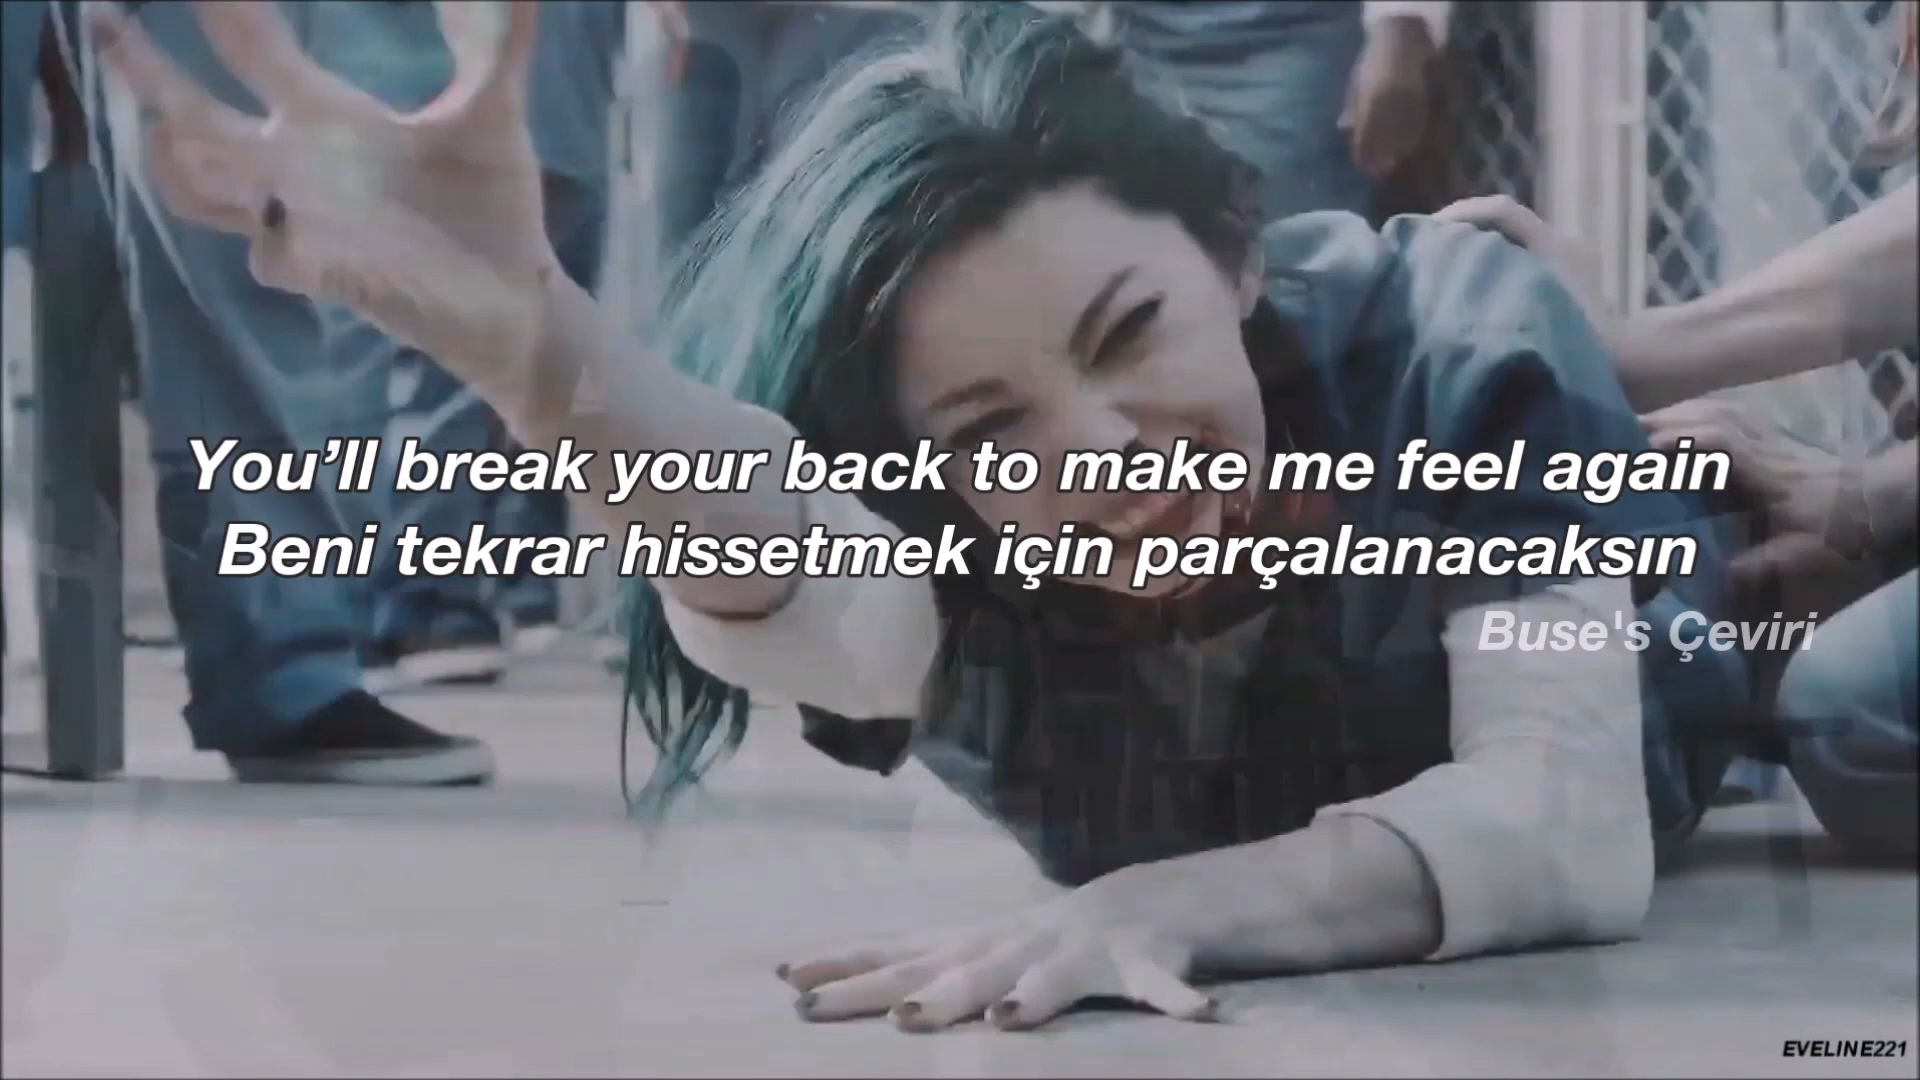 You’ll break your back to make me feel again
Beni tekrar hissetmek için parçalanacaksın
Buse's Çeviri
EVELINE221